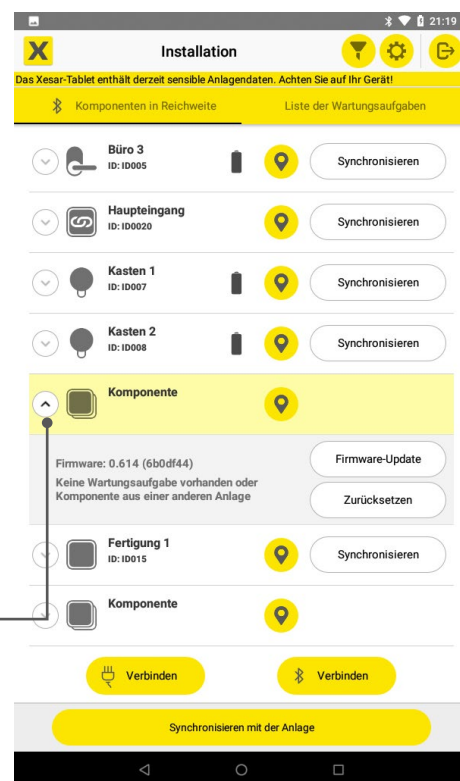 21:19
X
Installation
Das Xesar-Tablet enthält derzeit sensible Anlagendaten. Achten Sie auf Ihr Gerät!
Komponenten in Reichweite
Liste der Wartungsaufgaben
Büro 3
ID: ID005
Synchronisieren
Haupteingang
ID: ID0020
Synchronisieren
Kasten 1
ID: ID007
Synchronisieren
Kasten 2
ID: ID008
Synchronisieren
Komponente
Firmware: 0.614 (6b0df44)
Keine Wartungsaufgabe vorhanden oder
Komponente aus einer anderen Anlage
Firmware-Update
Zurücksetzen
Fertigung 1
ID: ID015
Synchronisieren
Komponente
Verbinden
Verbinden
Synchronisieren mit der Anlage